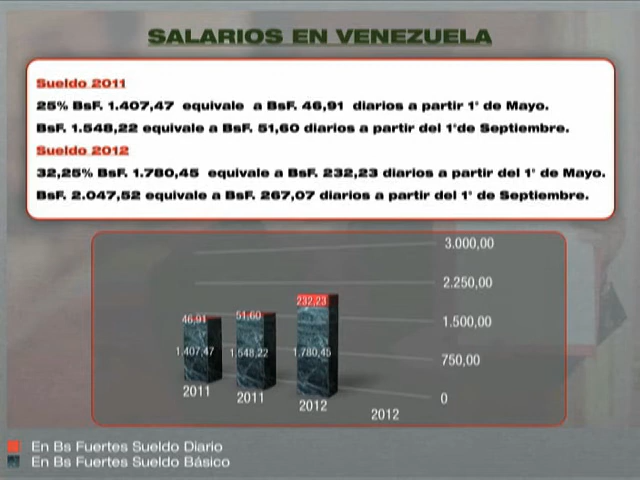 SALARIOS EN VENEZUELA
Sueldo 2011
25% BsF. 1.407,47 equivale a BsF. 46,91 diarios a partir 1° de Mayo.
BsF. 1.548,22 equivale a BsF. 51,60 diarios a partir del 1°de Septiembre.
Sueldo 2012
32,25% BsF. 1.780,45 equivale a BsF. 232,23 diarios a partir del 1° de Mayo.
BsF. 2.047,52 equivale a BsF. 267,07 diarios a partir del 1° de Septiembre.
3.000,00
2.250,00
1.500,00
750,00
0
46,91
51,60
232,23
1.407,47
1.548,22
1.780,45
2011
2011
2012
2012
En Bs Fuertes Sueldo Diario
En Bs Fuertes Sueldo Básico